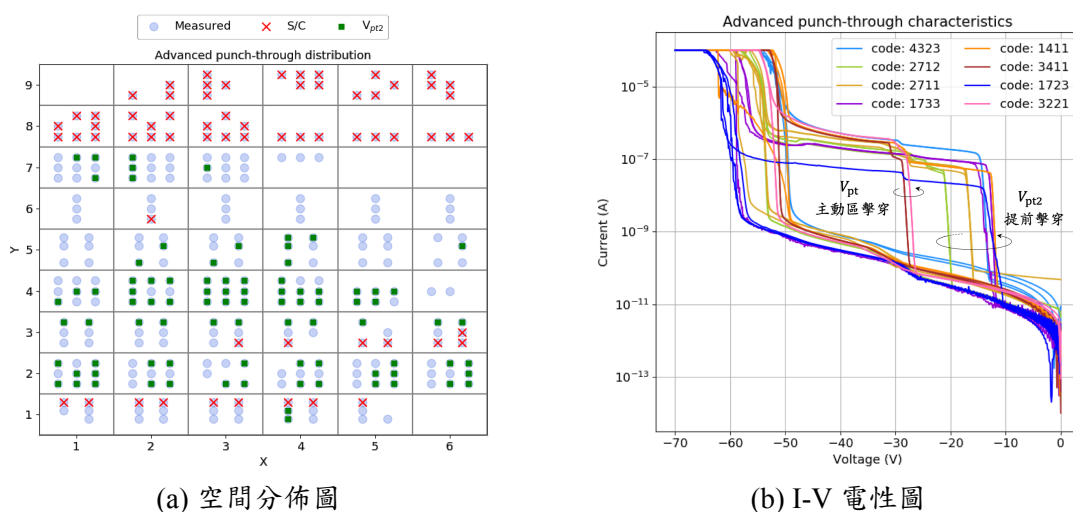 Measured S/C Vpt2
Advanced punch-through distribution
Y
9
8
7
6
5
4
3
2
1
1 2 3 4 5 6
X
(a) 空間分佈圖
Advanced punch-through characteristics
code: 4323 code: 1411
code: 2712 code: 3411
code: 2711 code: 1723
code: 1733 code: 3221
Current (A)
10⁻⁵
10⁻⁷
10⁻⁹
10⁻¹¹
10⁻¹³
Vpt
主動區擊穿
Vpt2
提前擊穿
−70 −60 −50 −40 −30 −20 −10 0
Voltage (V)
(b) I-V 電性圖